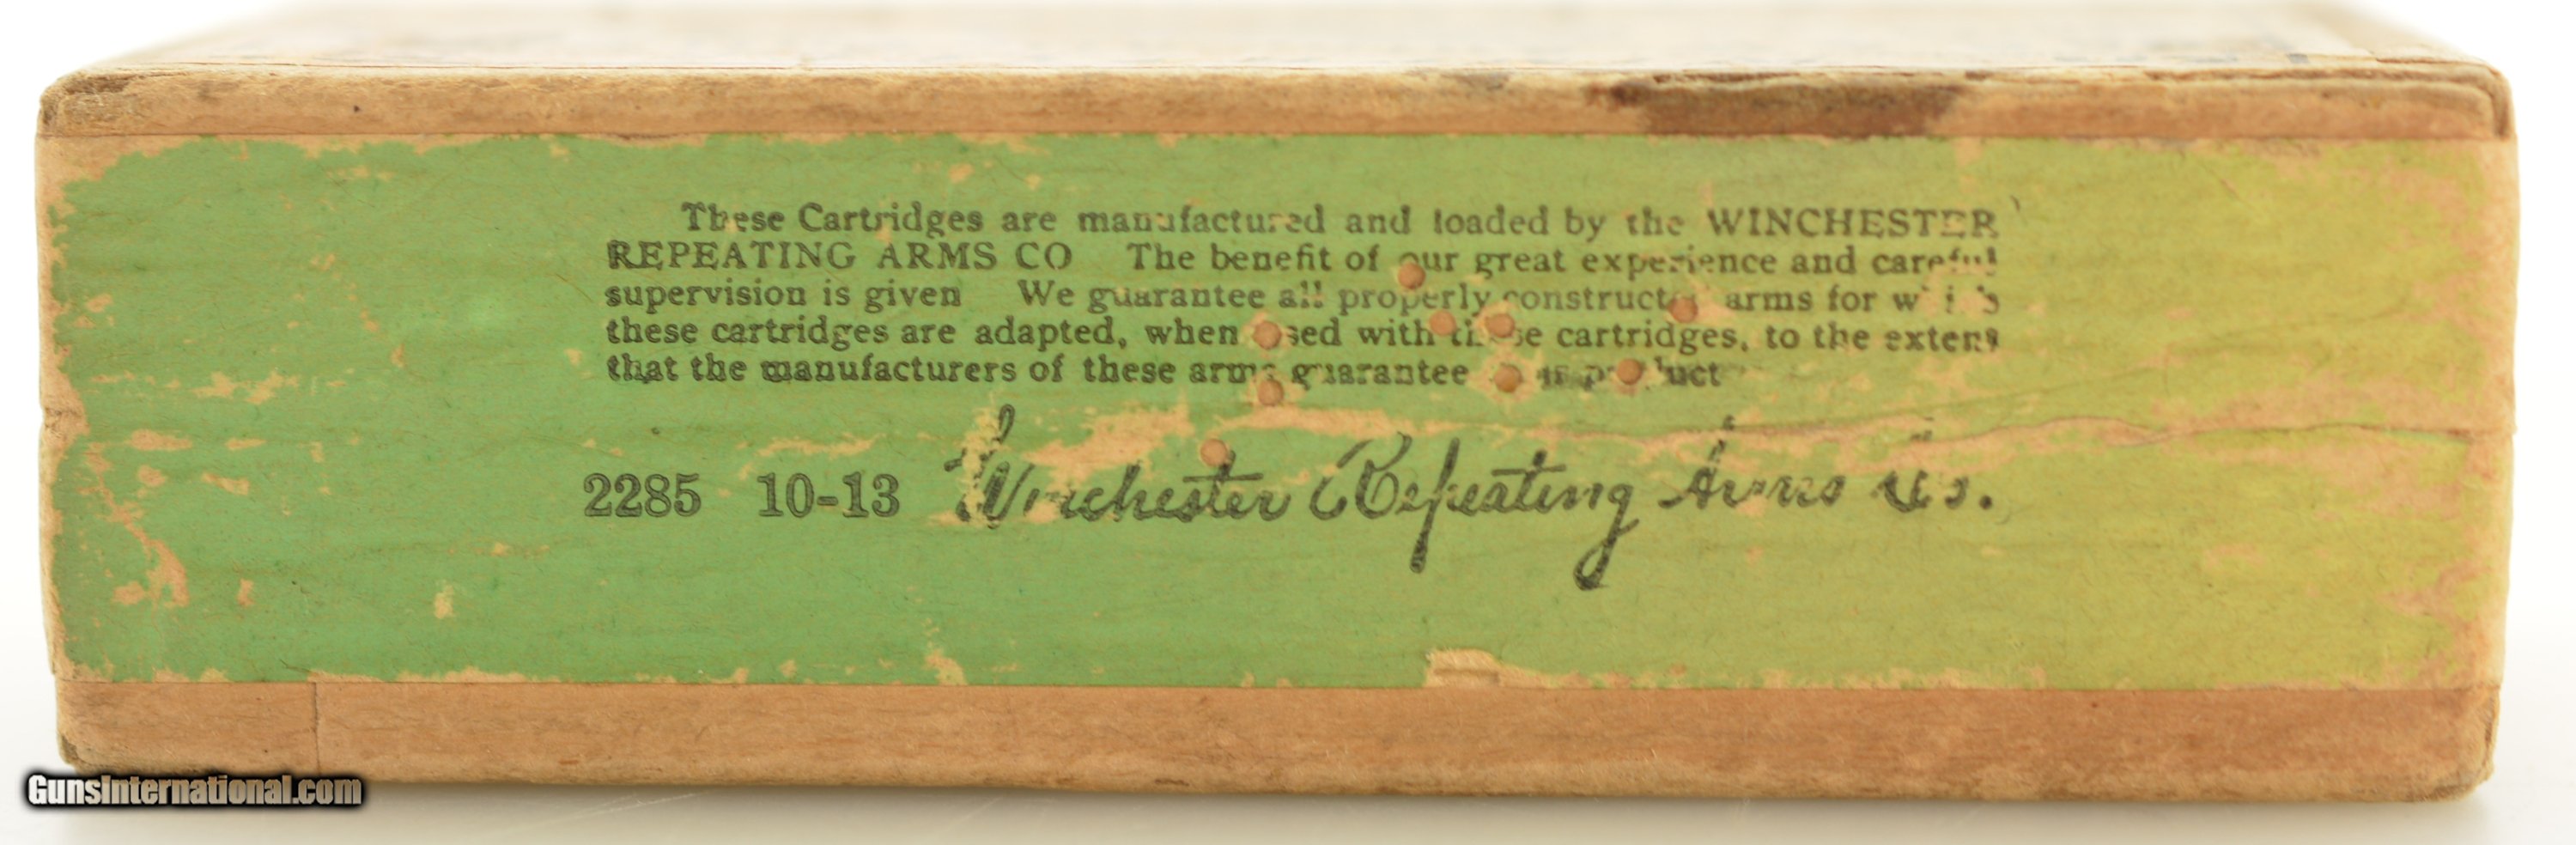 These Cartridges are manufactured and loaded by the WINCHESTER
REPEATING ARMS CO The benefit of our great experience and careful
supervision is given We guarantee all properly constructed arms for which
these cartridges are adapted, when used with these cartridges, to the extent
that the manufacturers of these arms guarantee product
2285 10-13 Winchester Repeating Arms Co.
GunsInternational.com